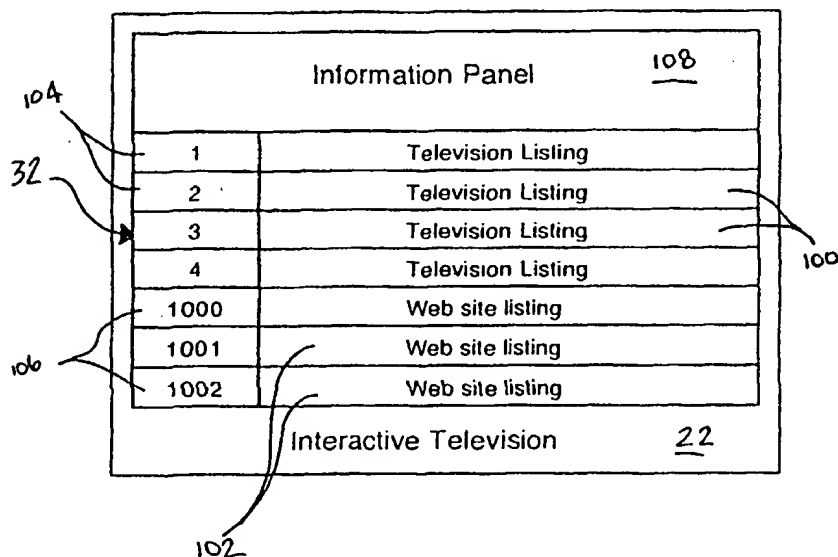 Information Panel 108
104
1 Television Listing
32
2 Television Listing
3 Television Listing
100
4 Television Listing
1000 Web site listing
106
1001 Web site listing
1002 Web site listing
Interactive Television 22
102